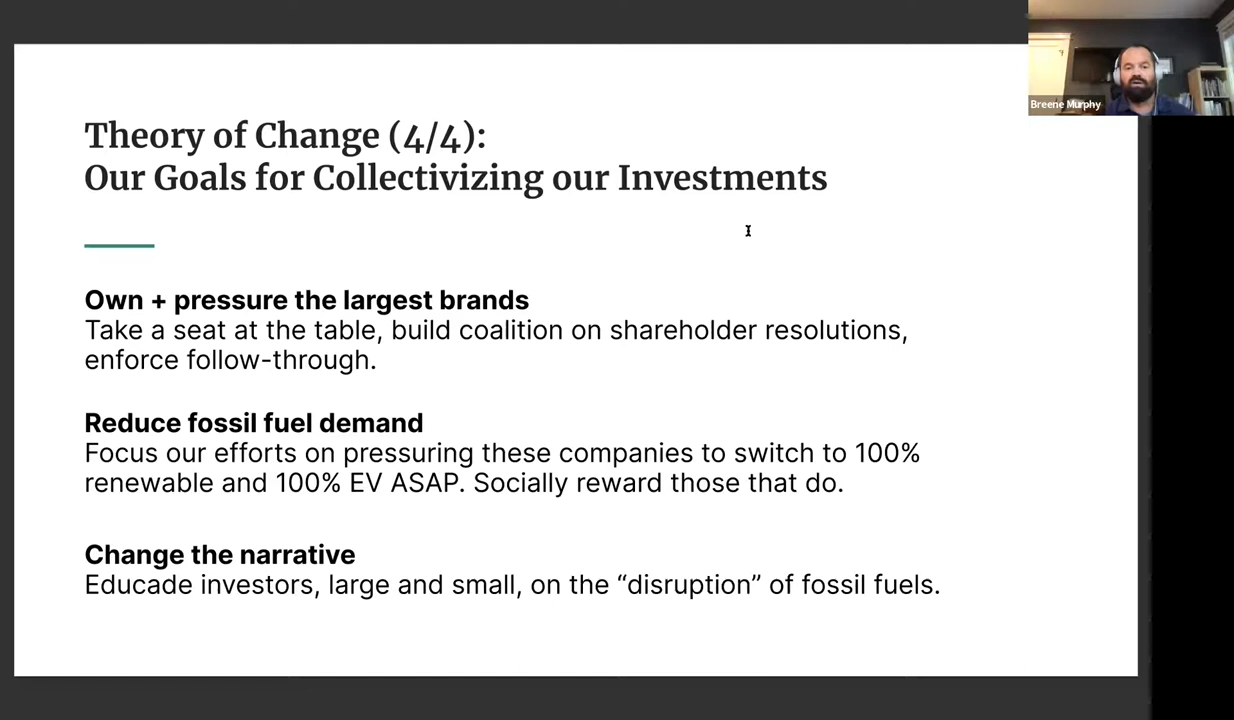 Theory of Change (4/4):
Our Goals for Collectivizing our Investments
Own + pressure the largest brands
Take a seat at the table, build coalition on shareholder resolutions,
enforce follow-through.
Reduce fossil fuel demand
Focus our efforts on pressuring these companies to switch to 100%
renewable and 100% EV ASAP. Socially reward those that do.
Change the narrative
Educade investors, large and small, on the “disruption” of fossil fuels.
Breene Murphy